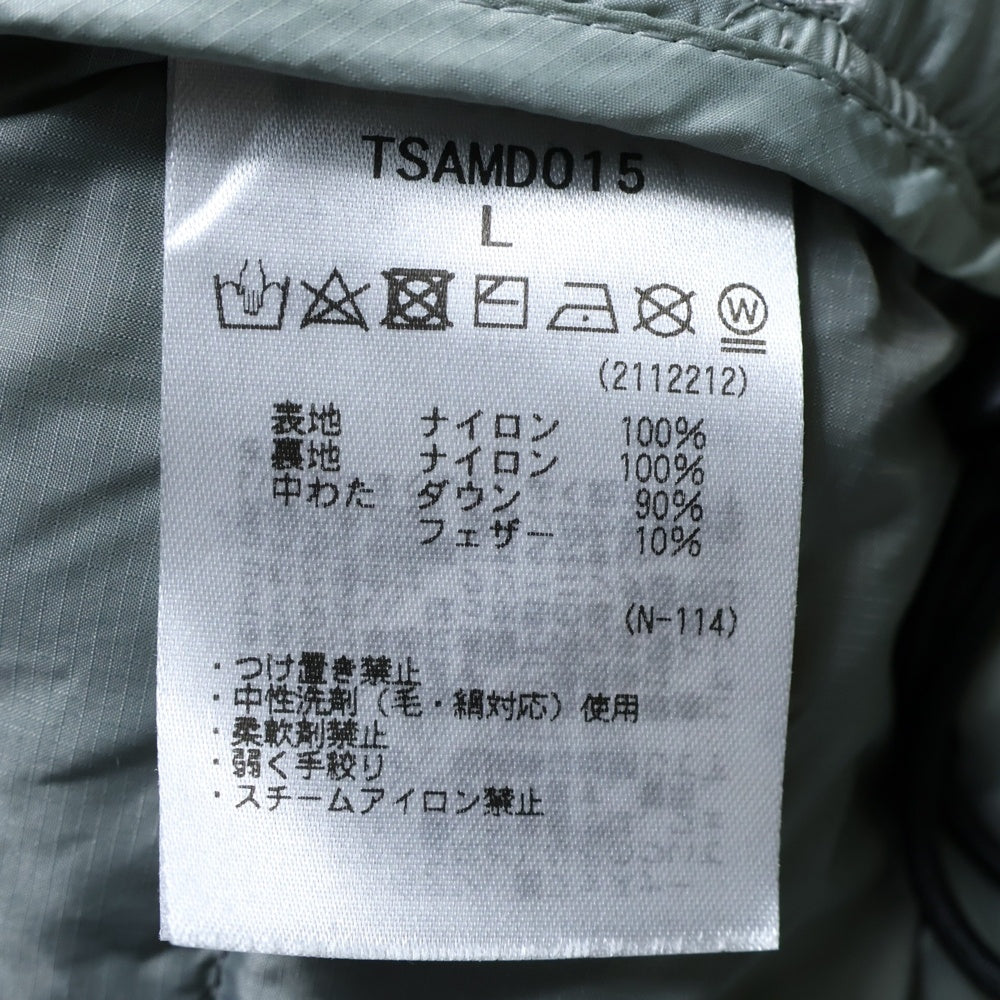 TSAMD015
L
W
(2112212)
表地 ナイロン 100%
裏地 ナイロン 100%
中わた ダウン 90%
フェザー 10%
(N-114)
・つけ置き禁止
・中性洗剤（毛・絹対応）使用
・柔軟剤禁止
・弱く手絞り
・スチームアイロン禁止